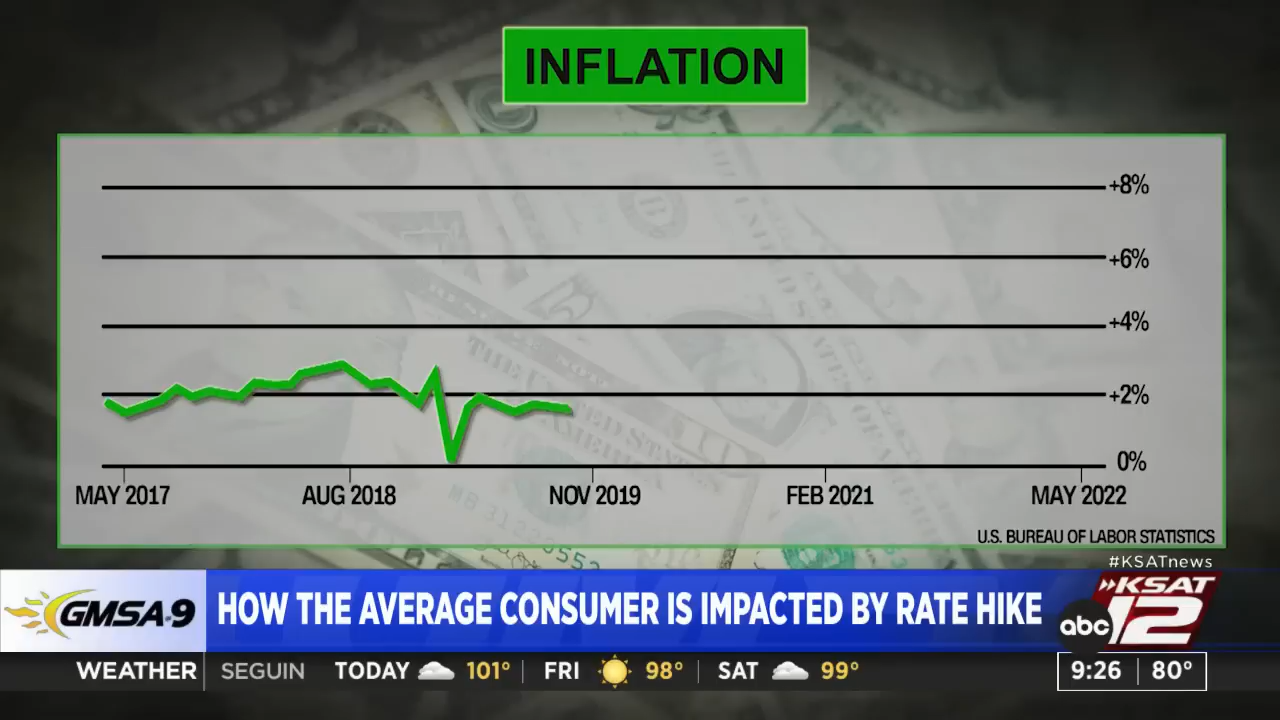 INFLATION
+8%
+6%
+4%
+2%
0%
MAY 2017
AUG 2018
NOV 2019
FEB 2021
MAY 2022
U.S. BUREAU OF LABOR STATISTICS
#KSATnews
GMSA@9
HOW THE AVERAGE CONSUMER IS IMPACTED BY RATE HIKE
KSAT
abc 12
WEATHER SEGUIN TODAY 101° FRI 98° SAT 99°
9:26 80°